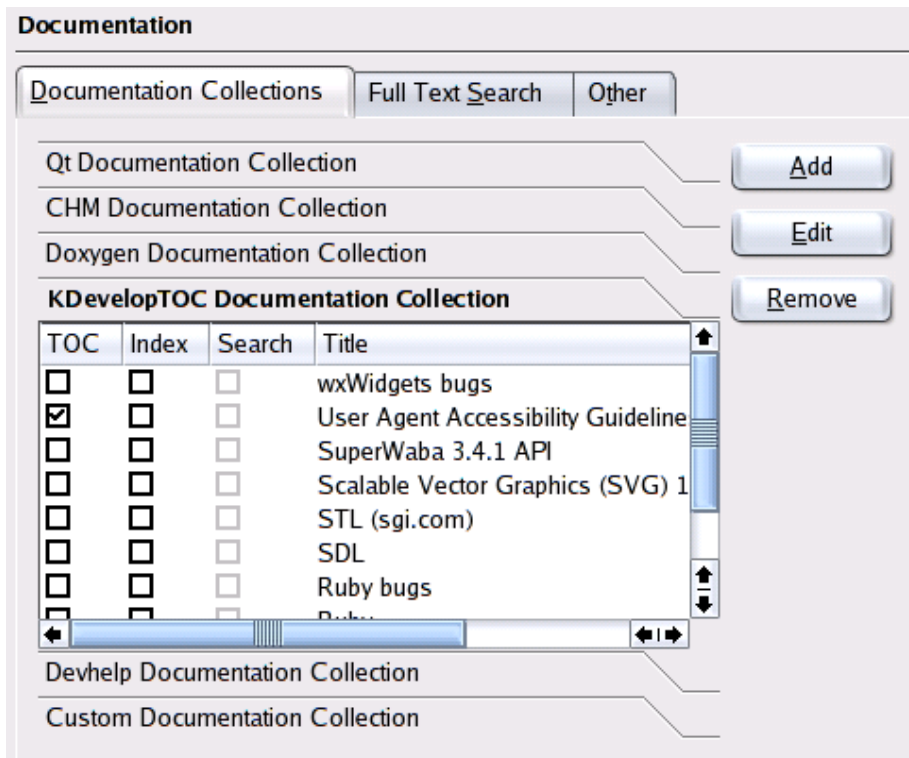 Documentation
Documentation Collections Full Text Search Other
Qt Documentation Collection
CHM Documentation Collection
Doxygen Documentation Collection
KDevelopTOC Documentation Collection
Add
Edit
Remove
TOC Index Search Title
wxWidgets bugs
User Agent Accessibility Guideline
SuperWaba 3.4.1 API
Scalable Vector Graphics (SVG) 1
STL (sgi.com)
SDL
Ruby bugs
Devhelp Documentation Collection
Custom Documentation Collection